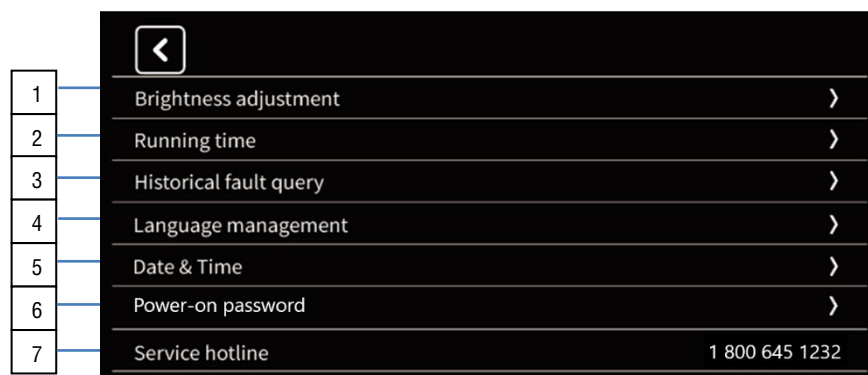 1 Brightness adjustment
2 Running time
3 Historical fault query
4 Language management
5 Date & Time
6 Power-on password
7 Service hotline 1 800 645 1232